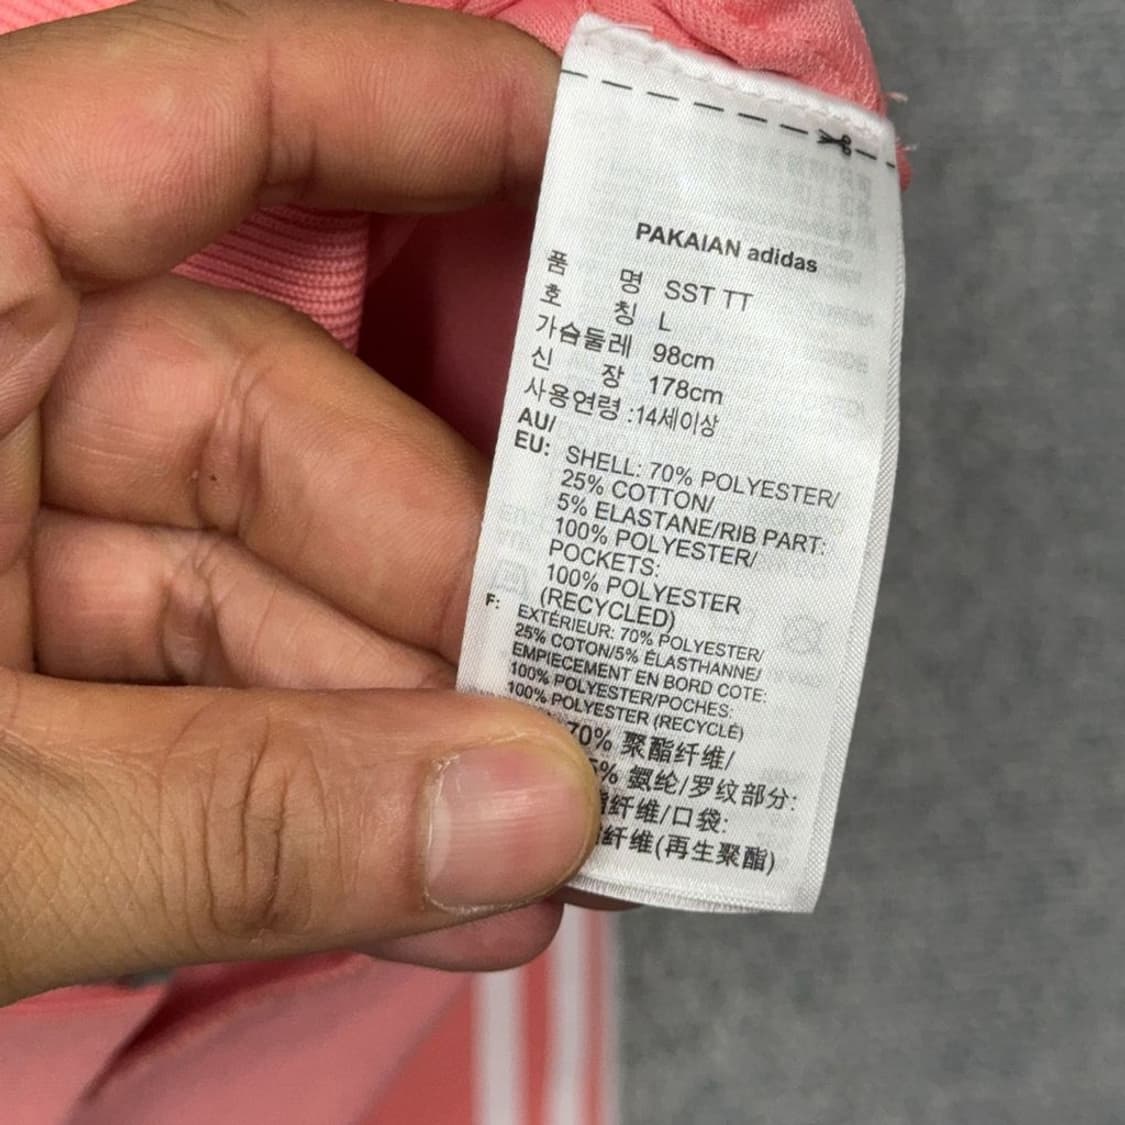 PAKAIAN adidas
품 명 SST TT
호 칭 L
가슴둘레 98cm
신 장 178cm
사용연령 :14세이상
AU/
EU: SHELL: 70% POLYESTER/
25% COTTON/
5% ELASTANE/RIB PART:
100% POLYESTER/
POCKETS:
100% POLYESTER
(RECYCLED)
F: EXTÉRIEUR: 70% POLYESTER/
25% COTON/5% ÉLASTHANNE/
EMPIECEMENT EN BORD COTE:
100% POLYESTER/POCHES:
100% POLYESTER (RECYCLÉ)
70% 聚酯纤维/
5% 氨纶/罗纹部分:
纤维/口袋:
纤维(再生聚酯)